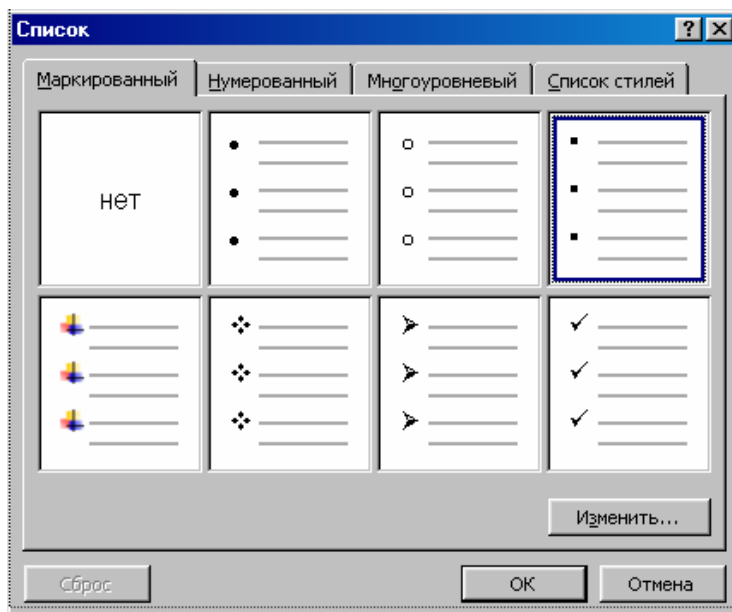 Список
Маркированный Нумерованный Многоуровневый Список стилей
нет
Изменить...
Сброс OK Отмена